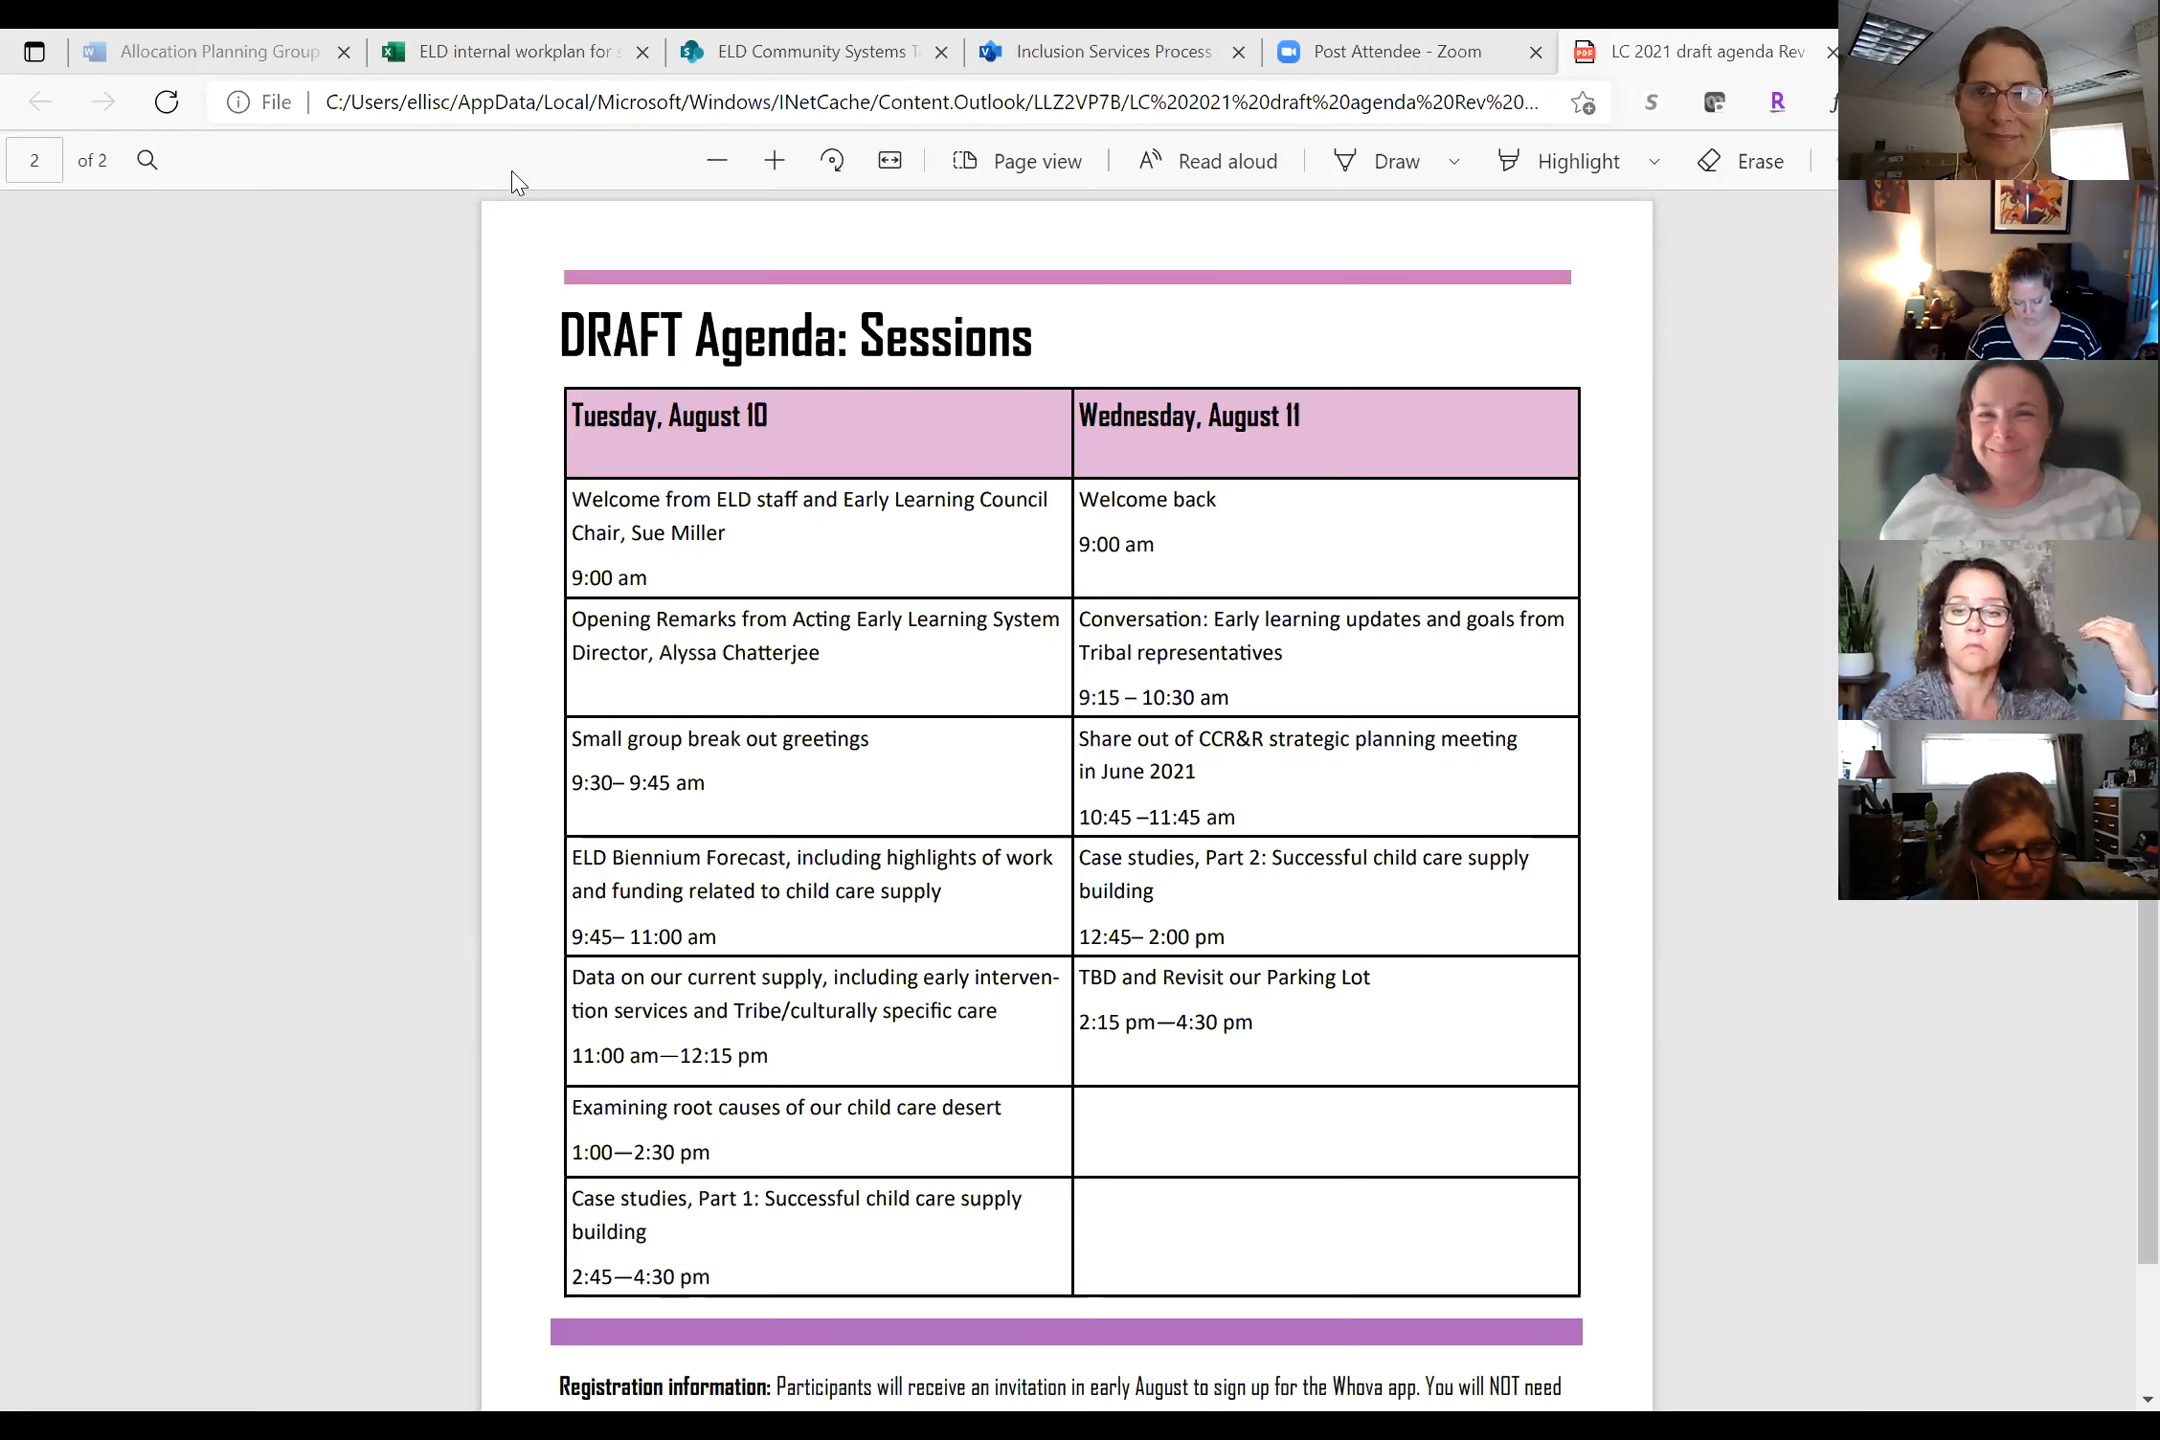 Allocation Planning Group
ELD internal workplan for s
ELD Community Systems T
Inclusion Services Process
Post Attendee - Zoom
LC 2021 draft agenda Rev
File
C:/Users/ellisc/AppData/Local/Microsoft/Windows/INetCache/Content.Outlook/LLZ2VP7B/LC%202021%20draft%20agenda%20Rev%20...
2 of 2
Page view
Read aloud
Draw
Highlight
Erase
DRAFT Agenda: Sessions
Tuesday, August 10
Wednesday, August 11
Welcome from ELD staff and Early Learning Council
Chair, Sue Miller
9:00 am
Welcome back
9:00 am
Opening Remarks from Acting Early Learning System
Director, Alyssa Chatterjee
Conversation: Early learning updates and goals from
Tribal representatives
9:15 – 10:30 am
Small group break out greetings
9:30– 9:45 am
Share out of CCR&R strategic planning meeting
in June 2021
10:45 –11:45 am
ELD Biennium Forecast, including highlights of work
and funding related to child care supply
9:45– 11:00 am
Case studies, Part 2: Successful child care supply
building
12:45– 2:00 pm
Data on our current supply, including early interven-
tion services and Tribe/culturally specific care
11:00 am—12:15 pm
TBD and Revisit our Parking Lot
2:15 pm—4:30 pm
Examining root causes of our child care desert
1:00—2:30 pm
Case studies, Part 1: Successful child care supply
building
2:45—4:30 pm
Registration information: Participants will receive an invitation in early August to sign up for the Whova app. You will NOT need